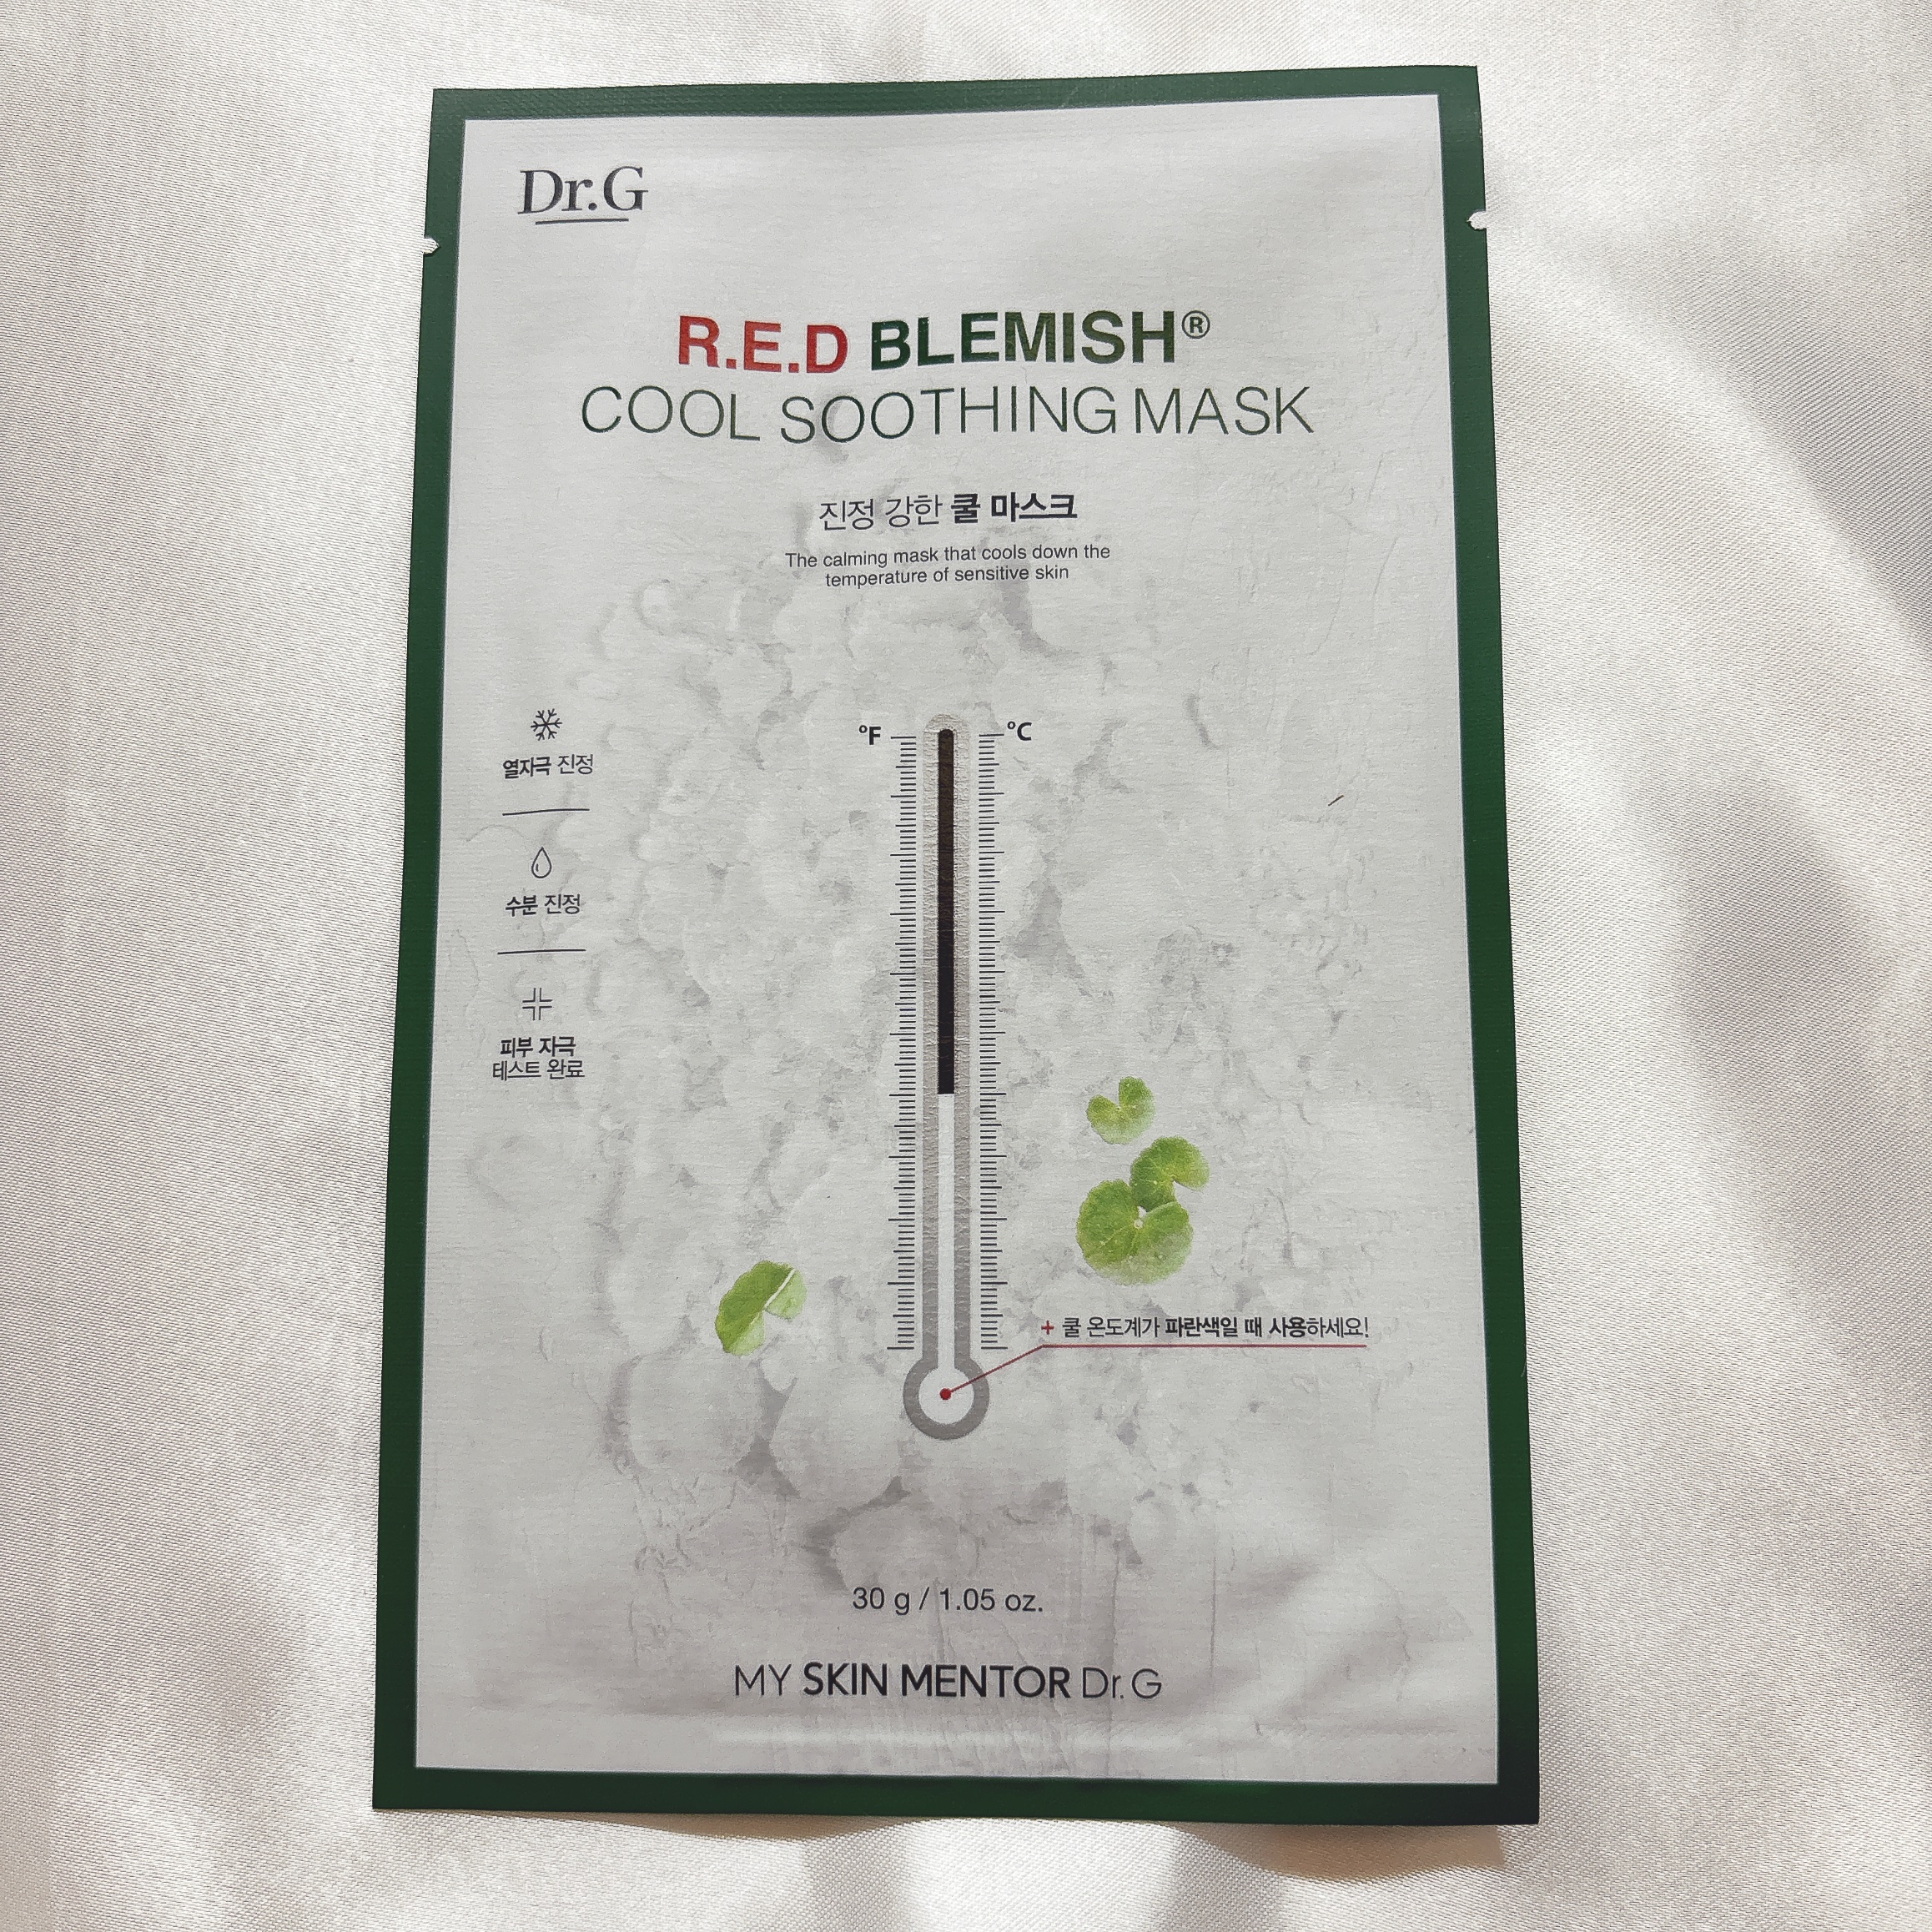 Dr.G
R.E.D BLEMISH®
COOL SOOTHING MASK
진정 강한 쿨 마스크
The calming mask that cools down the
temperature of sensitive skin
열자극 진정
수분 진정
피부 자극
테스트 완료
°F °C
+ 쿨 온도계가 파란색일 때 사용하세요!
30 g / 1.05 oz.
MY SKIN MENTOR Dr.G